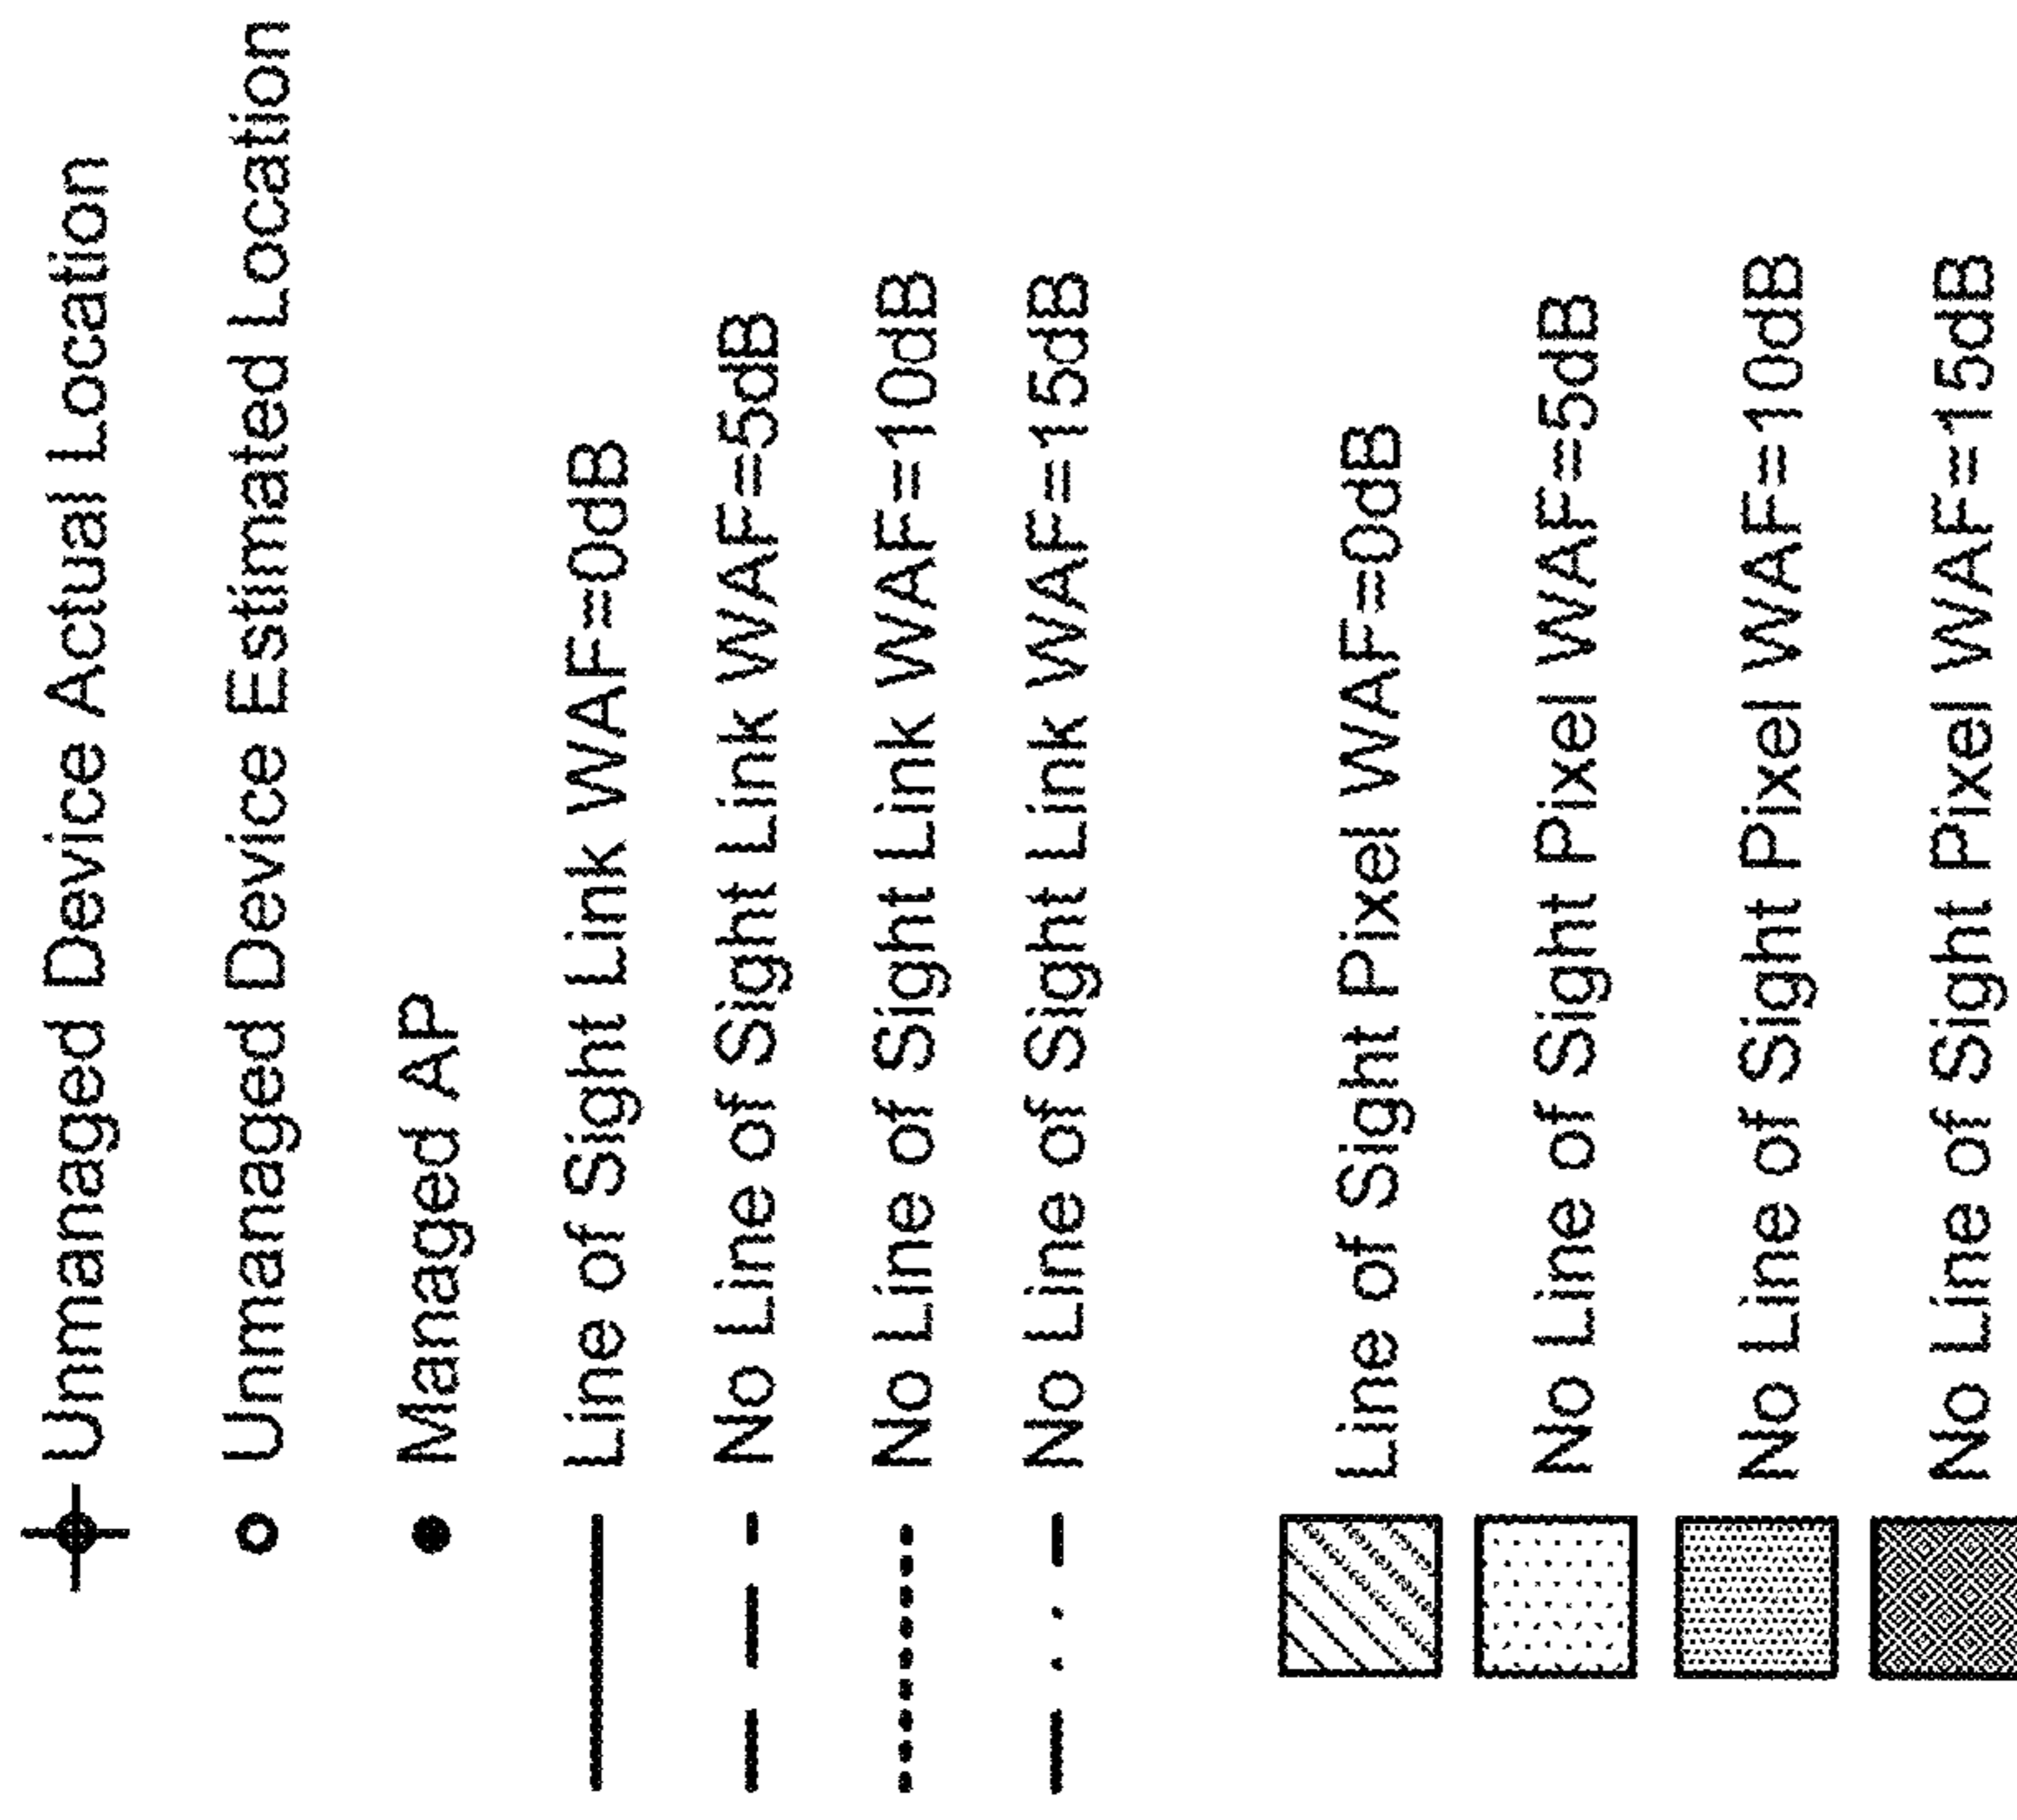 Unmanaged Device Actual Location
Unmanaged Device Estimated Location
Managed AP
Line of Sight Link WAF=0dB
No Line of Sight Link WAF=5dB
No Line of Sight Link WAF=10dB
No Line of Sight Link WAF=15dB
Line of Sight Pixel WAF=0dB
No Line of Sight Pixel WAF=5dB
No Line of Sight Pixel WAF=10dB
No Line of Sight Pixel WAF=15dB